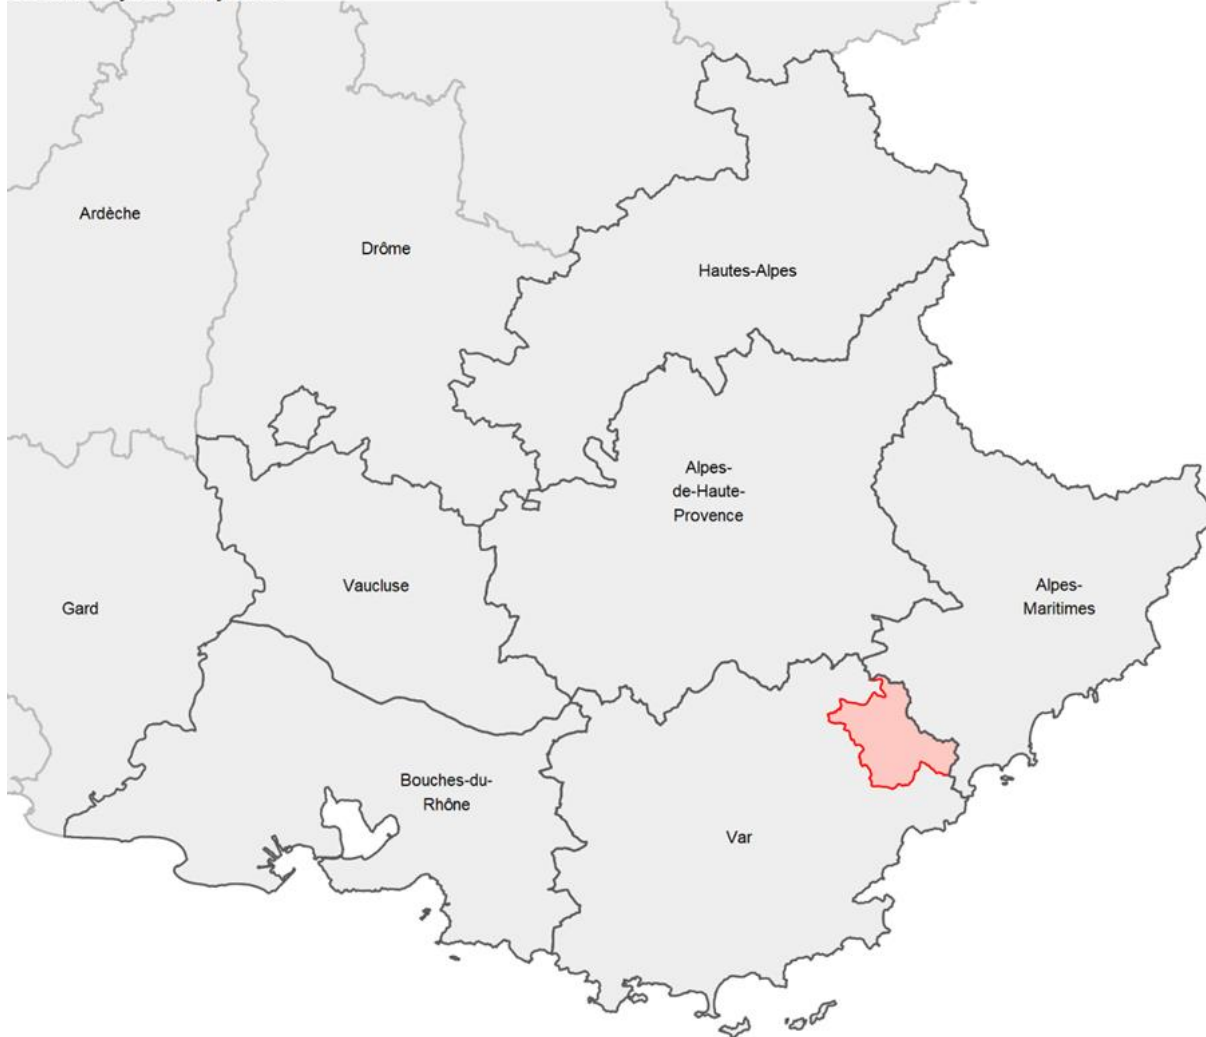 Ardèche
Drôme
Hautes-Alpes
Alpes-
de-Haute-
Provence
Vaucluse
Gard
Alpes-
Maritimes
Bouches-du-
Rhône
Var